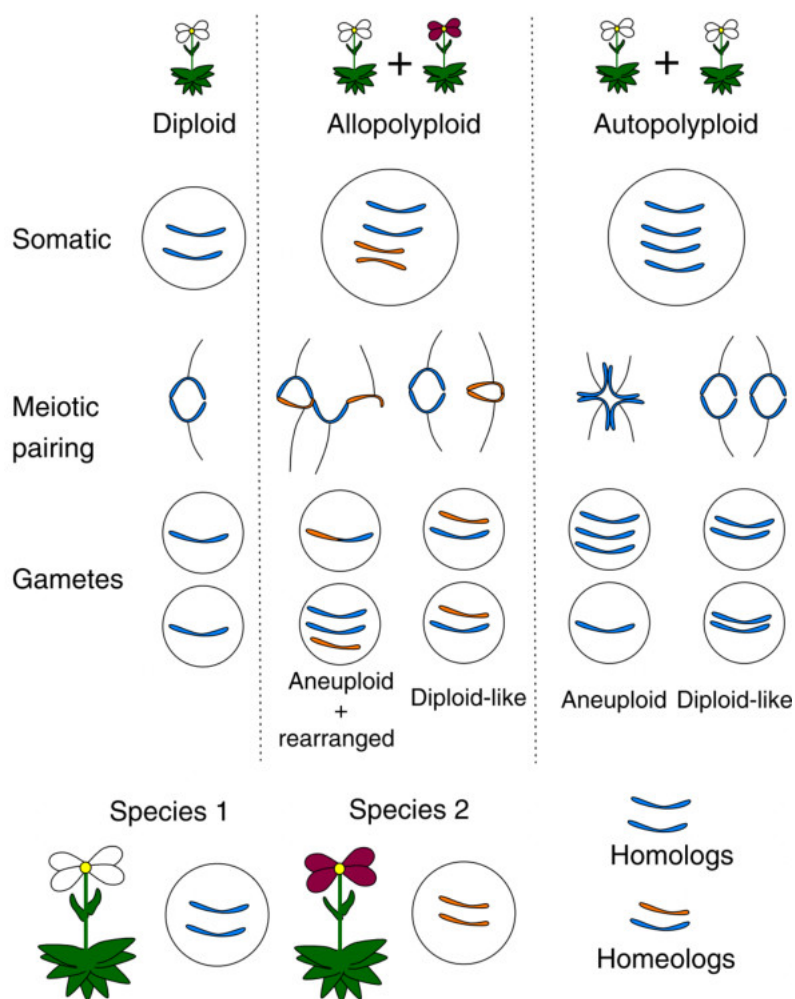 Diploid
Allopolyploid
Autopolyploid
+
+
Somatic
Meiotic
pairing
Gametes
Aneuploid
+
rearranged
Diploid-like
Aneuploid
Diploid-like
Species 1
Species 2
Homologs
Homeologs